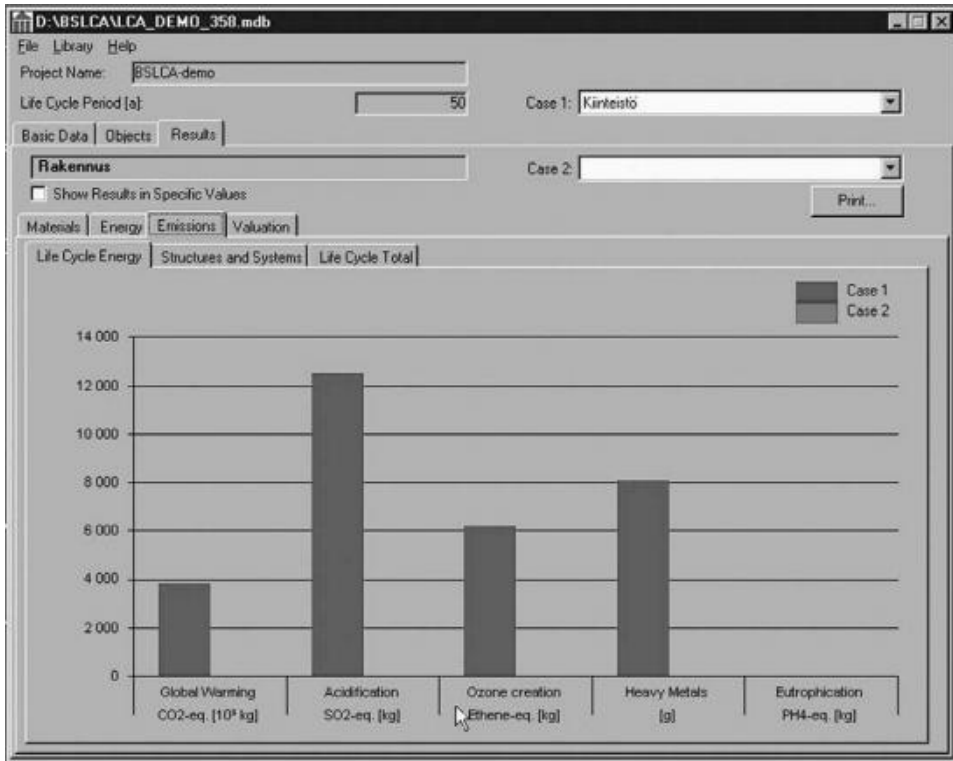 D:\BSLCA\LCA_DEMO_358.mdb
File Library Help
Project Name: BSLCA-demo
Life Cycle Period [a]: 50 Case 1: Kiinteistö
Basic Data Objects Results
Rakennus Case 2:
Show Results in Specific Values Print...
Materials Energy Emissions Valuation
Life Cycle Energy Structures and Systems Life Cycle Total
Case 1
Case 2
14 000
12 000
10 000
8 000
6 000
4 000
2 000
0
Global Warming Acidification Ozone creation Heavy Metals Eutrophication
CO2-eq. [10³ kg] SO2-eq. [kg] Ethene-eq. [kg] [g] PH4-eq. [kg]